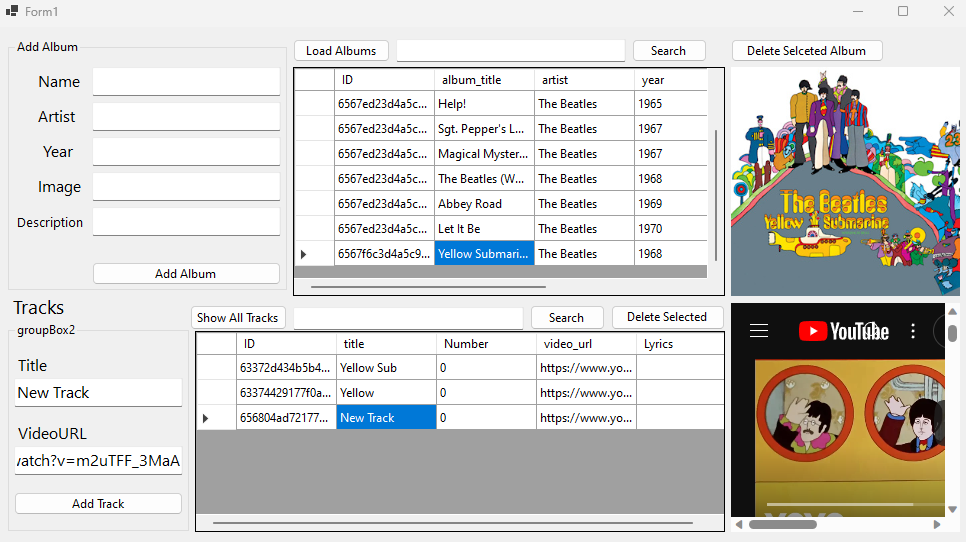 Form1
Add Album
Name
Artist
Year
Image
Description
Add Album
Load Albums
Search
Delete Selceted Album
ID album_title artist year
6567ed23d4a5c... Help! The Beatles 1965
6567ed23d4a5c... Sgt. Pepper's L... The Beatles 1967
6567ed23d4a5c... Magical Myster... The Beatles 1967
6567ed23d4a5c... The Beatles (W... The Beatles 1968
6567ed23d4a5c... Abbey Road The Beatles 1969
6567ed23d4a5c... Let It Be The Beatles 1970
6567f6c3d4a5c9... Yellow Submari... The Beatles 1968
The Beatles
Yellow Submarine
Tracks
groupBox2
Title
New Track
VideoURL
vatch?v=m2uTFF_3MaA
Add Track
Show All Tracks
Search
Delete Selected
ID title Number video_url Lyrics
63372d434b5b4... Yellow Sub 0 https://www.yo...
63374429177f0a... Yellow 0 https://www.yo...
656804ad72177... New Track 0 https://www.yo...
YouTube
vevo